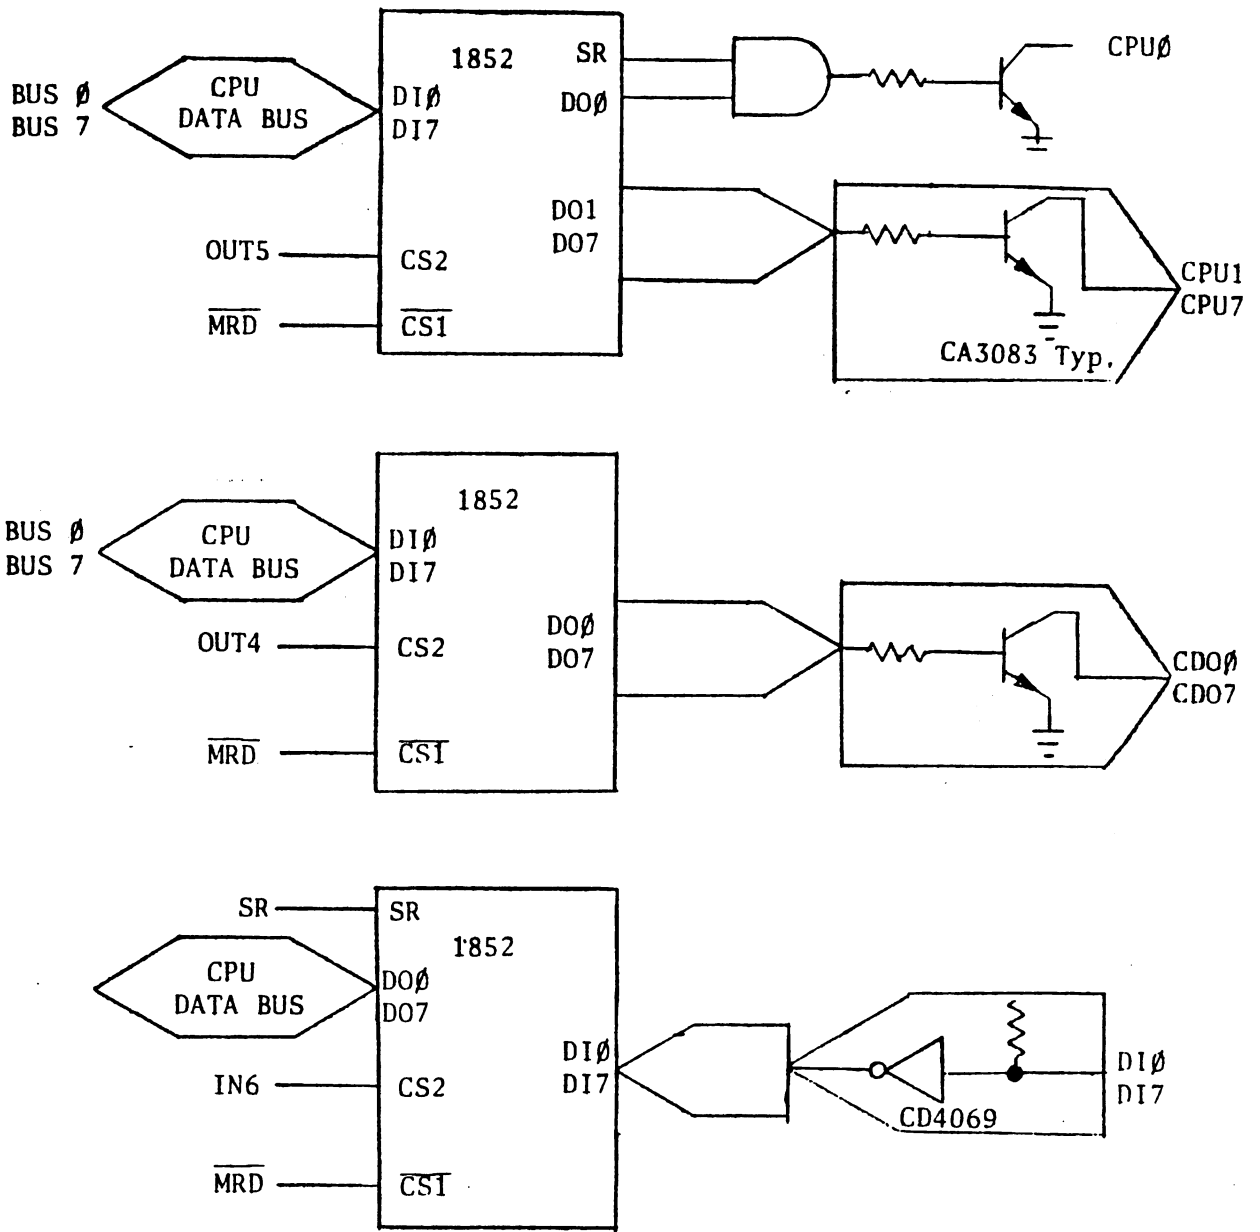 1852
SR
CPUØ
BUS Ø
BUS 7
CPU
DATA BUS
DIØ
DI7
DOØ
DO1
DO7
OUT5
CS2
MRD
CS1
CPU1
CPU7
CA3083 Typ.
1852
BUS Ø
BUS 7
CPU
DATA BUS
DIØ
DI7
OUT4
CS2
DOØ
DO7
CDOØ
CDO7
MRD
CS1
SR
SR
1852
CPU
DATA BUS
DOØ
DO7
DIØ
DI7
DIØ
DI7
IN6
CS2
CD4069
MRD
CS1